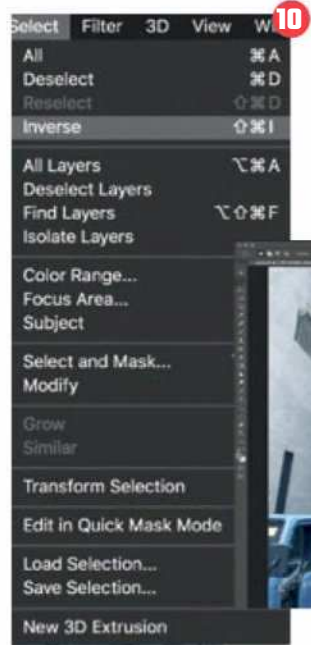 Select Filter 3D View W
10
All ⌘A
Deselect ⌘D
Reselect ⇧⌘D
Inverse ⇧⌘I
All Layers ⌥⌘A
Deselect Layers
Find Layers ⌥⇧⌘F
Isolate Layers
Color Range...
Focus Area...
Subject
Select and Mask...
Modify
Grow
Similar
Transform Selection
Edit in Quick Mask Mode
Load Selection...
Save Selection...
New 3D Extrusion